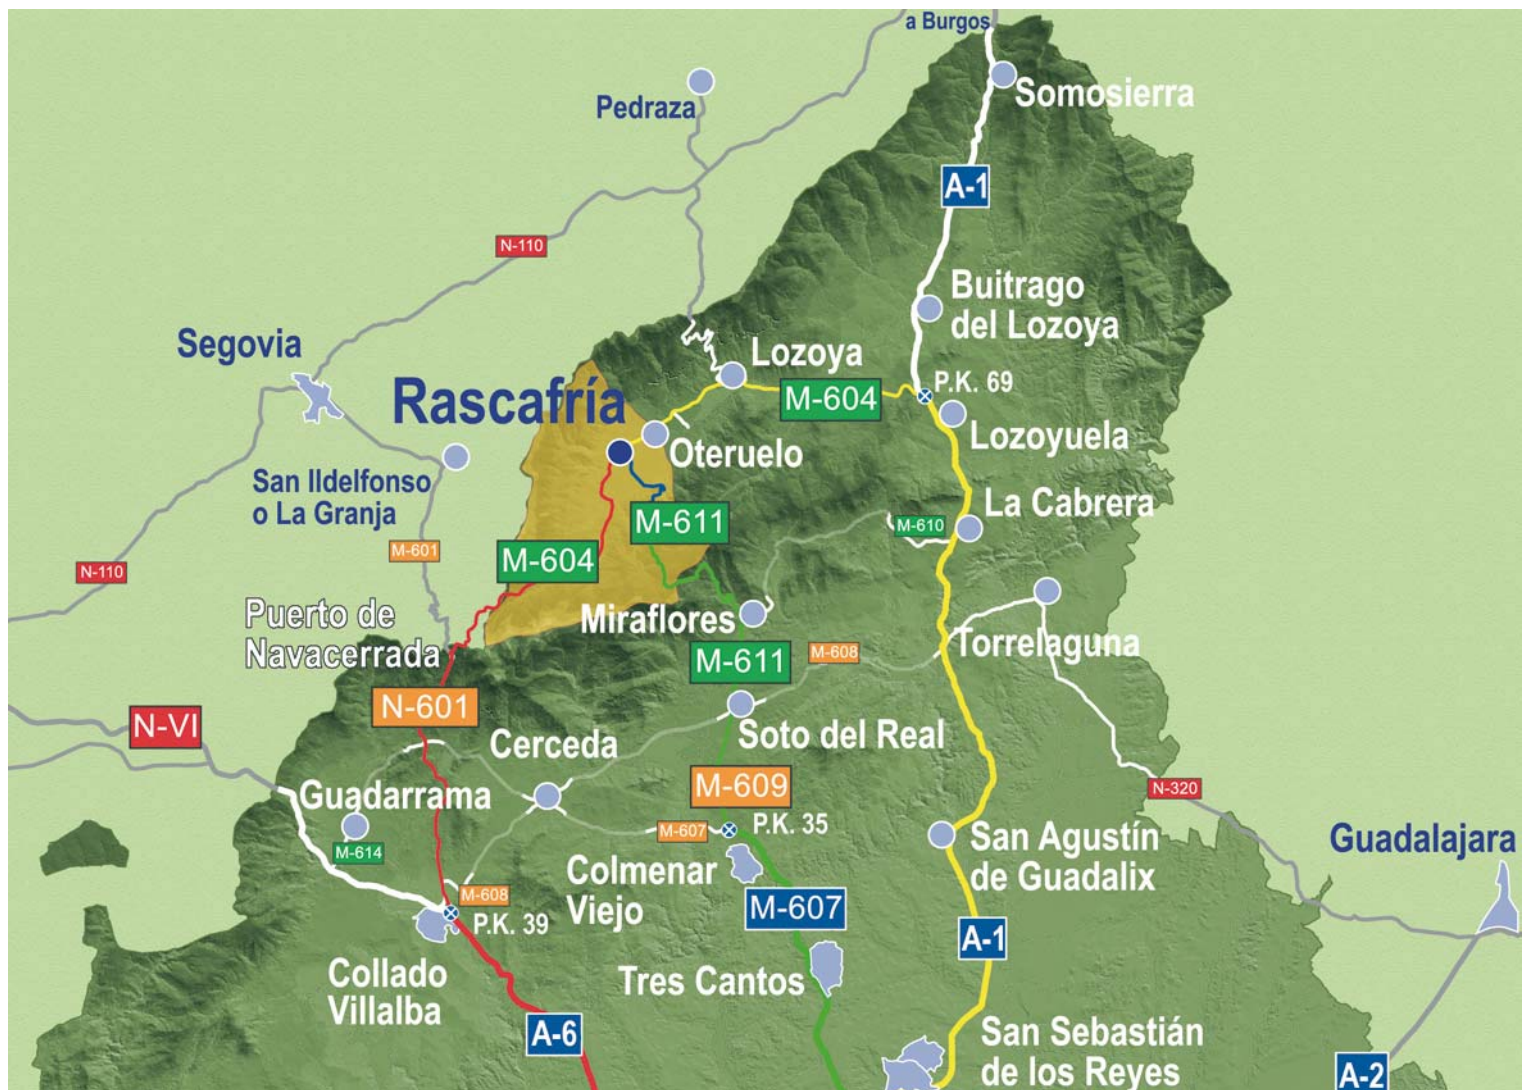 a Burgos
Somosierra
Pedraza
A-1
N-110
Buitrago
del Lozoya
Segovia
Lozoya
P.K. 69
Rascafría
M-604
Lozoyuela
Oteruelo
San Ildelfonso
o La Granja
La Cabrera
M-611
M-610
M-601
M-604
N-110
Puerto de
Navacerrada
Miraflores
Torrelaguna
M-611
M-608
N-601
N-VI
Cerceda
Soto del Real
M-609
N-320
Guadarrama
P.K. 35
M-607
San Agustín
de Guadalix
Guadalajara
M-614
Colmenar
Viejo
M-608
P.K. 39
M-607
A-1
Collado
Villalba
Tres Cantos
A-6
San Sebastián
de los Reyes
A-2